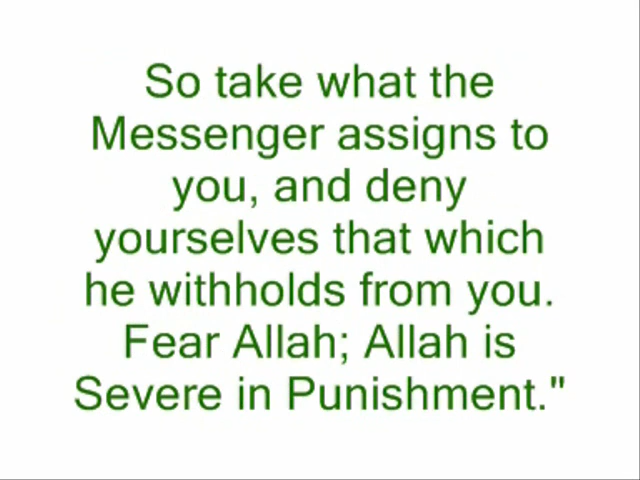 So take what the
Messenger assigns to
you, and deny
yourselves that which
he withholds from you.
Fear Allah; Allah is
Severe in Punishment."